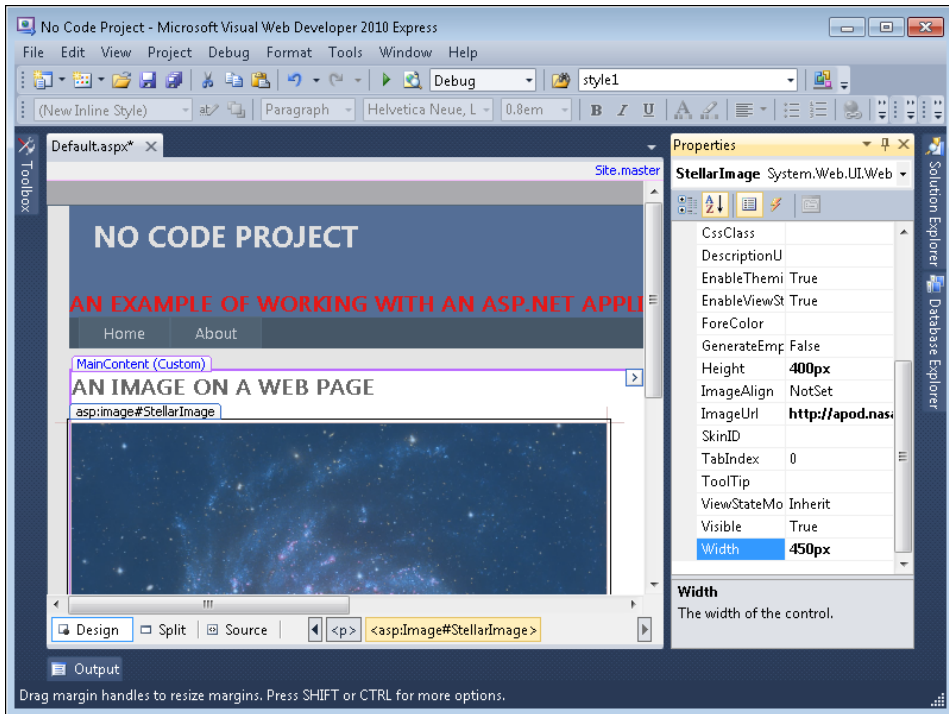 No Code Project - Microsoft Visual Web Developer 2010 Express
File Edit View Project Debug Format Tools Window Help
Debug style1
(New Inline Style) ab Paragraph Helvetica Neue, L 0.8em B I U A
Toolbox
Default.aspx*
Site.master
NO CODE PROJECT
AN EXAMPLE OF WORKING WITH AN ASP.NET APPLI
Home About
MainContent (Custom)
AN IMAGE ON A WEB PAGE
asp:image#StellarImage
Design Split Source <p> <asp:Image#StellarImage>
Properties
StellarImage System.Web.UI.Web
A Z
CssClass
DescriptionU
EnableThemi True
EnableViewSt True
ForeColor
GenerateEmp False
Height 400px
ImageAlign NotSet
ImageUrl http://apod.nasa
SkinID
TabIndex 0
ToolTip
ViewStateMo Inherit
Visible True
Width 450px
Width
The width of the control.
Solution Explorer
Database Explorer
Output
Drag margin handles to resize margins. Press SHIFT or CTRL for more options.